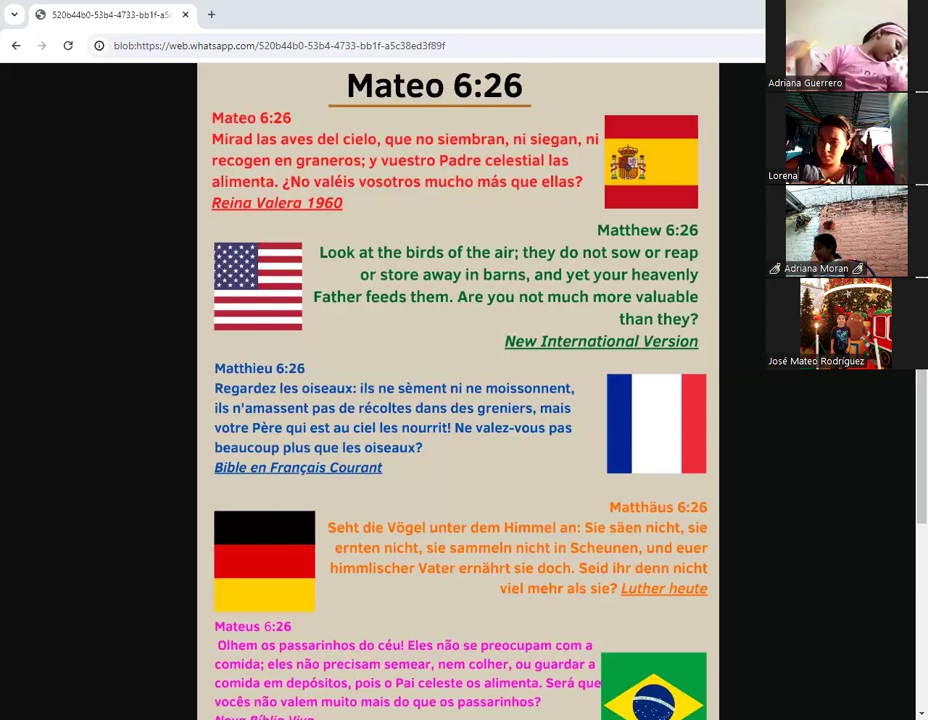 520b44b0-53b4-4733-bb1f-a5c
blob:https://web.whatsapp.com/520b44b0-53b4-4733-bb1f-a5c38ed3f89f
Mateo 6:26
Mateo 6:26
Mirad las aves del cielo, que no siembran, ni siegan, ni
recogen en graneros; y vuestro Padre celestial las
alimenta. ¿No valéis vosotros mucho más que ellas?
Reina Valera 1960
Matthew 6:26
Look at the birds of the air; they do not sow or reap
or store away in barns, and yet your heavenly
Father feeds them. Are you not much more valuable
than they?
New International Version
Matthieu 6:26
Regardez les oiseaux: ils ne sèment ni ne moissonnent,
ils n'amassent pas de récoltes dans des greniers, mais
votre Père qui est au ciel les nourrit! Ne valez-vous pas
beaucoup plus que les oiseaux?
Bible en Français Courant
Matthäus 6:26
Seht die Vögel unter dem Himmel an: Sie säen nicht, sie
ernten nicht, sie sammeln nicht in Scheunen, und euer
himmlischer Vater ernährt sie doch. Seid ihr denn nicht
viel mehr als sie? Luther heute
Mateus 6:26
Olhem os passarinhos do céu! Eles não se preocupam com a
comida; eles não precisam semear, nem colher, ou guardar a
comida em depósitos, pois o Pai celeste os alimenta. Será que
vocês não valem muito mais do que os passarinhos?
Nova Bíblia Viva
Adriana Guerrero
Lorena
Adriana Moran
José Mateo Rodríguez